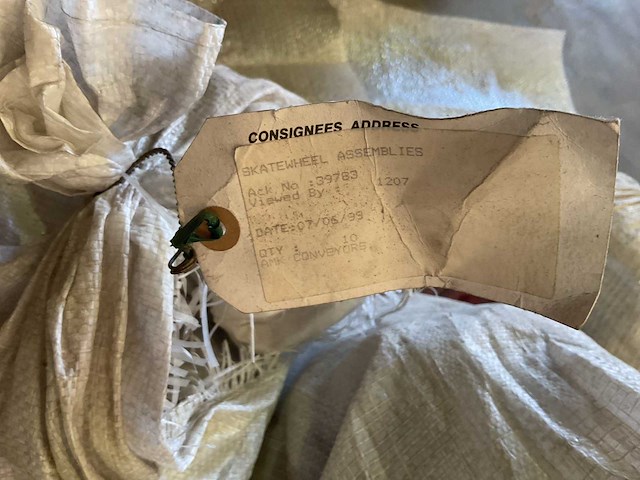 CONSIGNEES ADDRESS
SKATEWHEEL ASSEMBLIES
Ack No :39763
Viewed By : 1207
DATE:07/06/99
QTY : 10
CONVEYORS